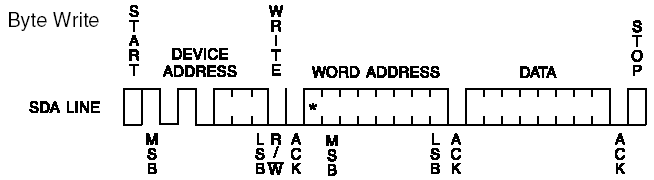 Byte Write
START
DEVICE
ADDRESS
WRITE
WORD ADDRESS
DATA
STOP
SDA LINE
*
MSB
LSB
R/W̅
ACK
MSB
LSB
ACK
ACK